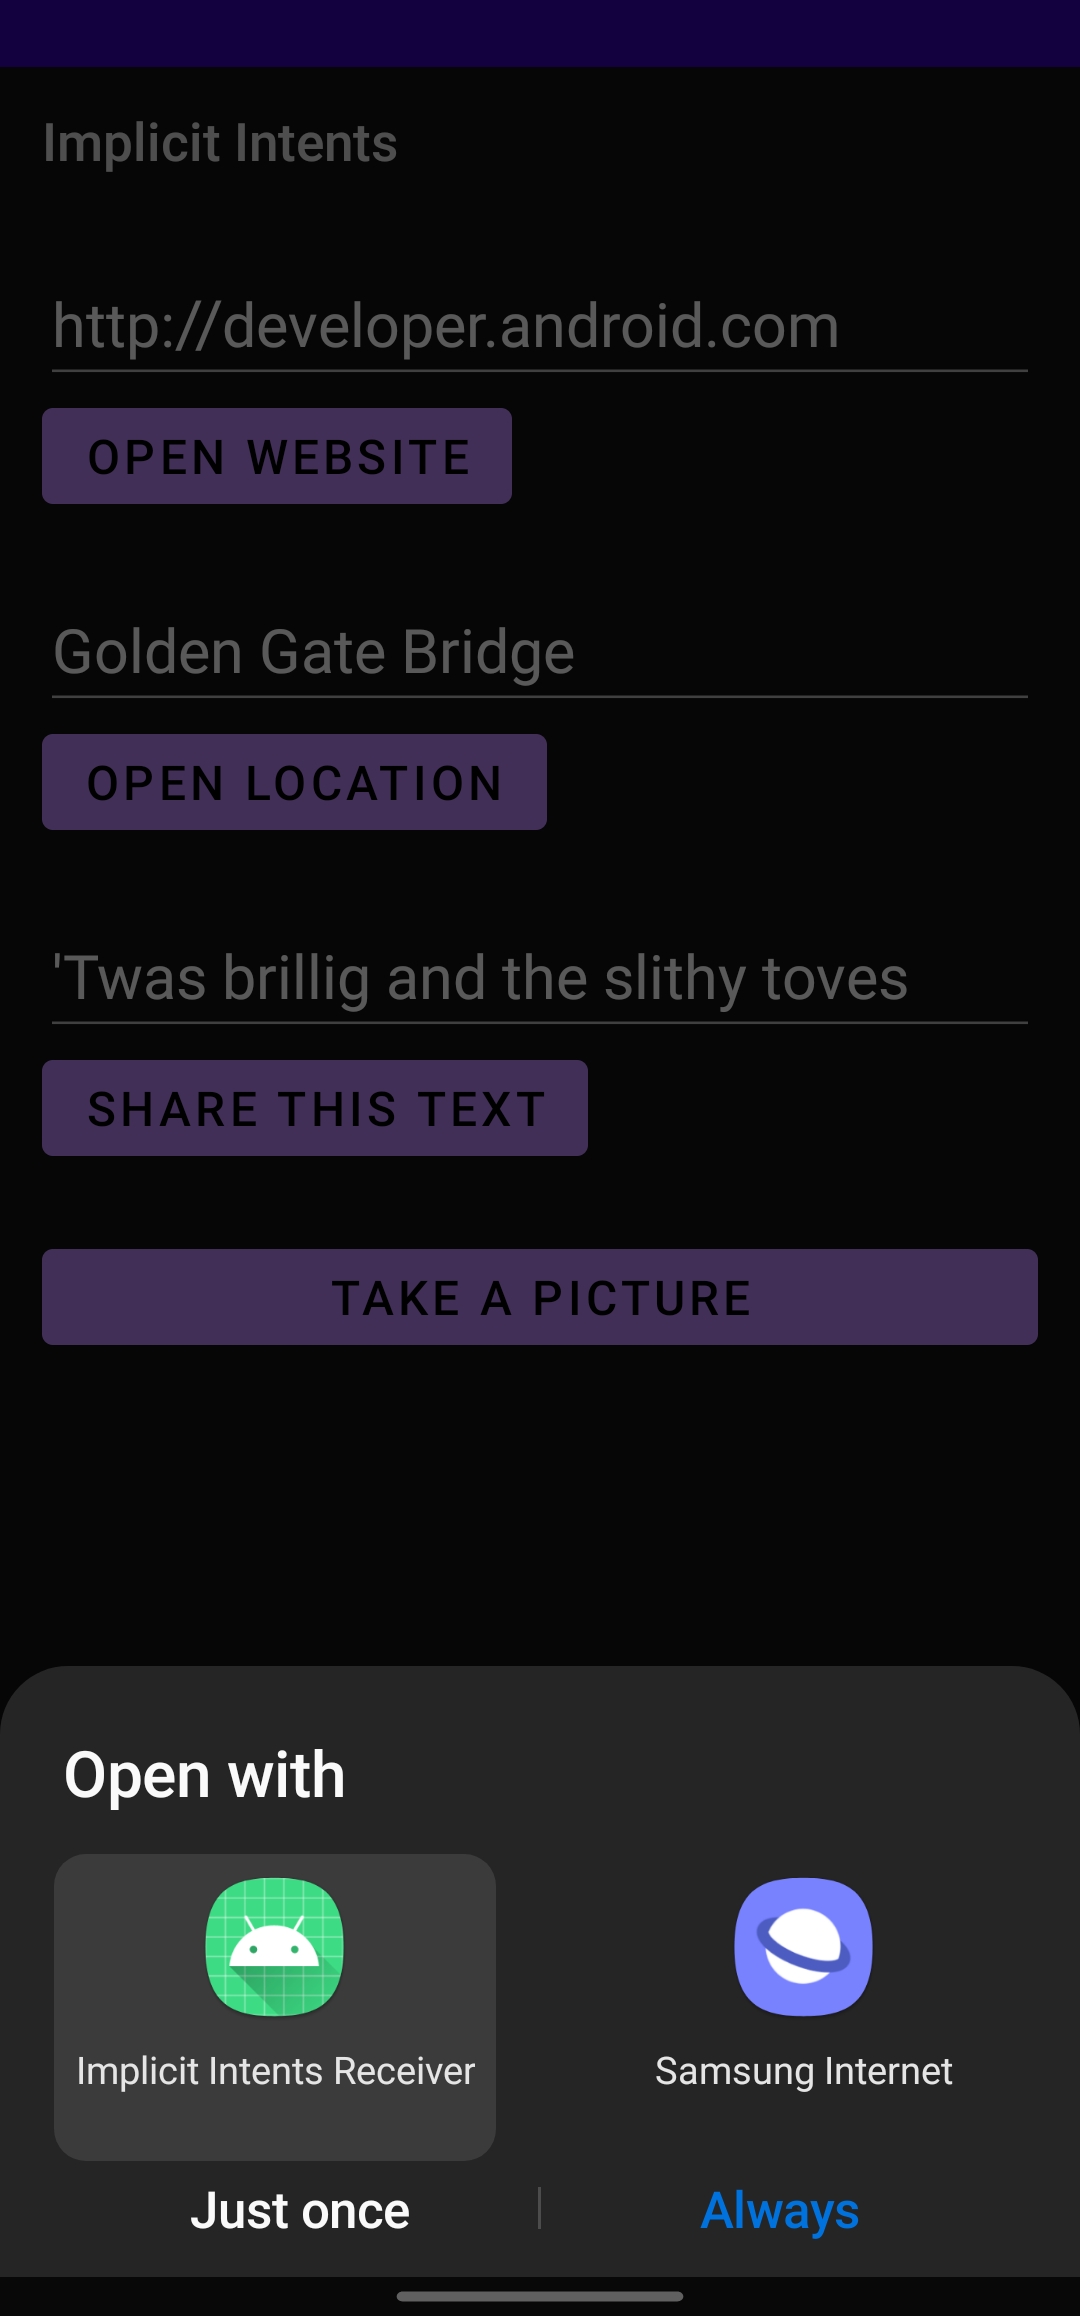 Implicit Intents
http://developer.android.com
OPEN WEBSITE
Golden Gate Bridge
OPEN LOCATION
'Twas brillig and the slithy toves
SHARE THIS TEXT
TAKE A PICTURE
Open with
Implicit Intents Receiver
Samsung Internet
Just once
Always